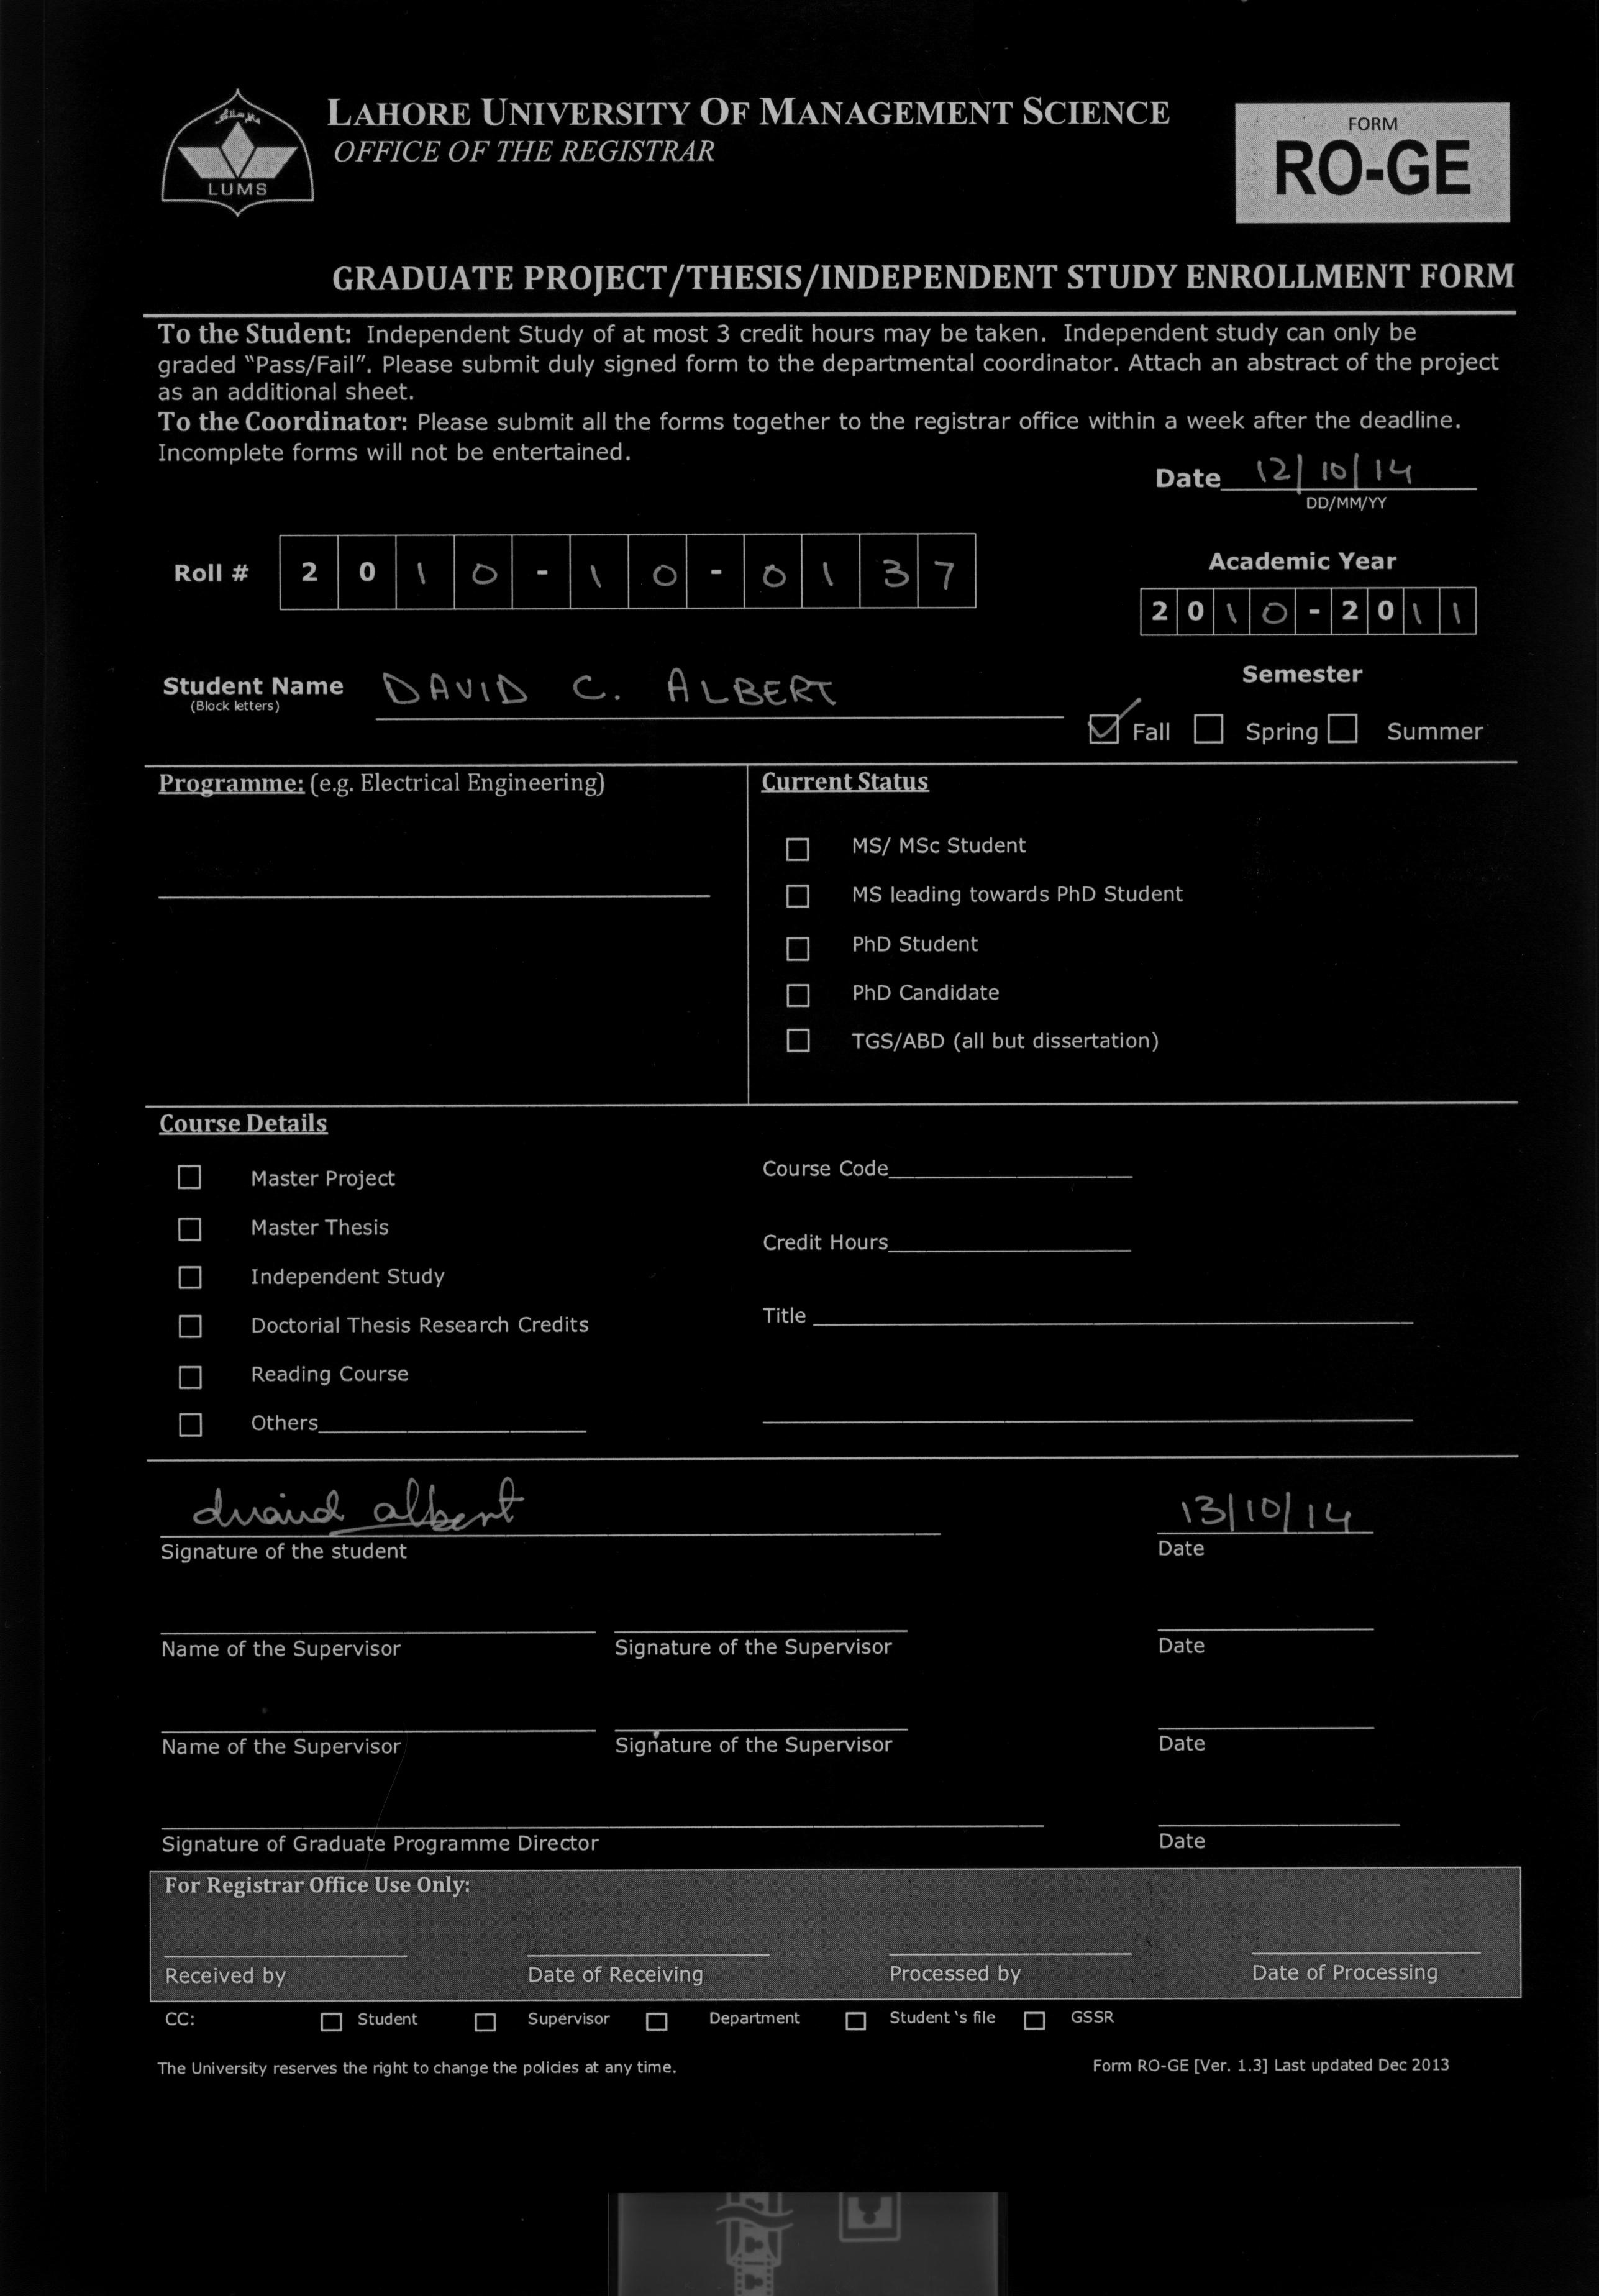 LUMS
LAHORE UNIVERSITY OF MANAGEMENT SCIENCE
OFFICE OF THE REGISTRAR
FORM
RO-GE
GRADUATE PROJECT/THESIS/INDEPENDENT STUDY ENROLLMENT FORM
To the Student: Independent Study of at most 3 credit hours may be taken. Independent study can only be
graded "Pass/Fail". Please submit duly signed form to the departmental coordinator. Attach an abstract of the project
as an additional sheet.
To the Coordinator: Please submit all the forms together to the registrar office within a week after the deadline.
Incomplete forms will not be entertained.
Date 12/10/14
DD/MM/YY
Roll # 2 0 1 0 - 1 0 - 0 1 3 7
Academic Year
2 0 1 0 - 2 0 1 1
Student Name DAVID C. ALBERT
(Block letters)
Semester
Fall Spring Summer
Programme: (e.g. Electrical Engineering)
Current Status
MS/ MSc Student
MS leading towards PhD Student
PhD Student
PhD Candidate
TGS/ABD (all but dissertation)
Course Details
Master Project
Master Thesis
Independent Study
Doctorial Thesis Research Credits
Reading Course
Others
Course Code
Credit Hours
Title
albert
13/10/14
Signature of the student
Date
Name of the Supervisor
Signature of the Supervisor
Date
Name of the Supervisor
Signature of the Supervisor
Date
Signature of Graduate Programme Director
Date
For Registrar Office Use Only:
Received by
Date of Receiving
Processed by
Date of Processing
CC: Student Supervisor Department Student's file GSSR
The University reserves the right to change the policies at any time.
Form RO-GE [Ver. 1.3] Last updated Dec 2013